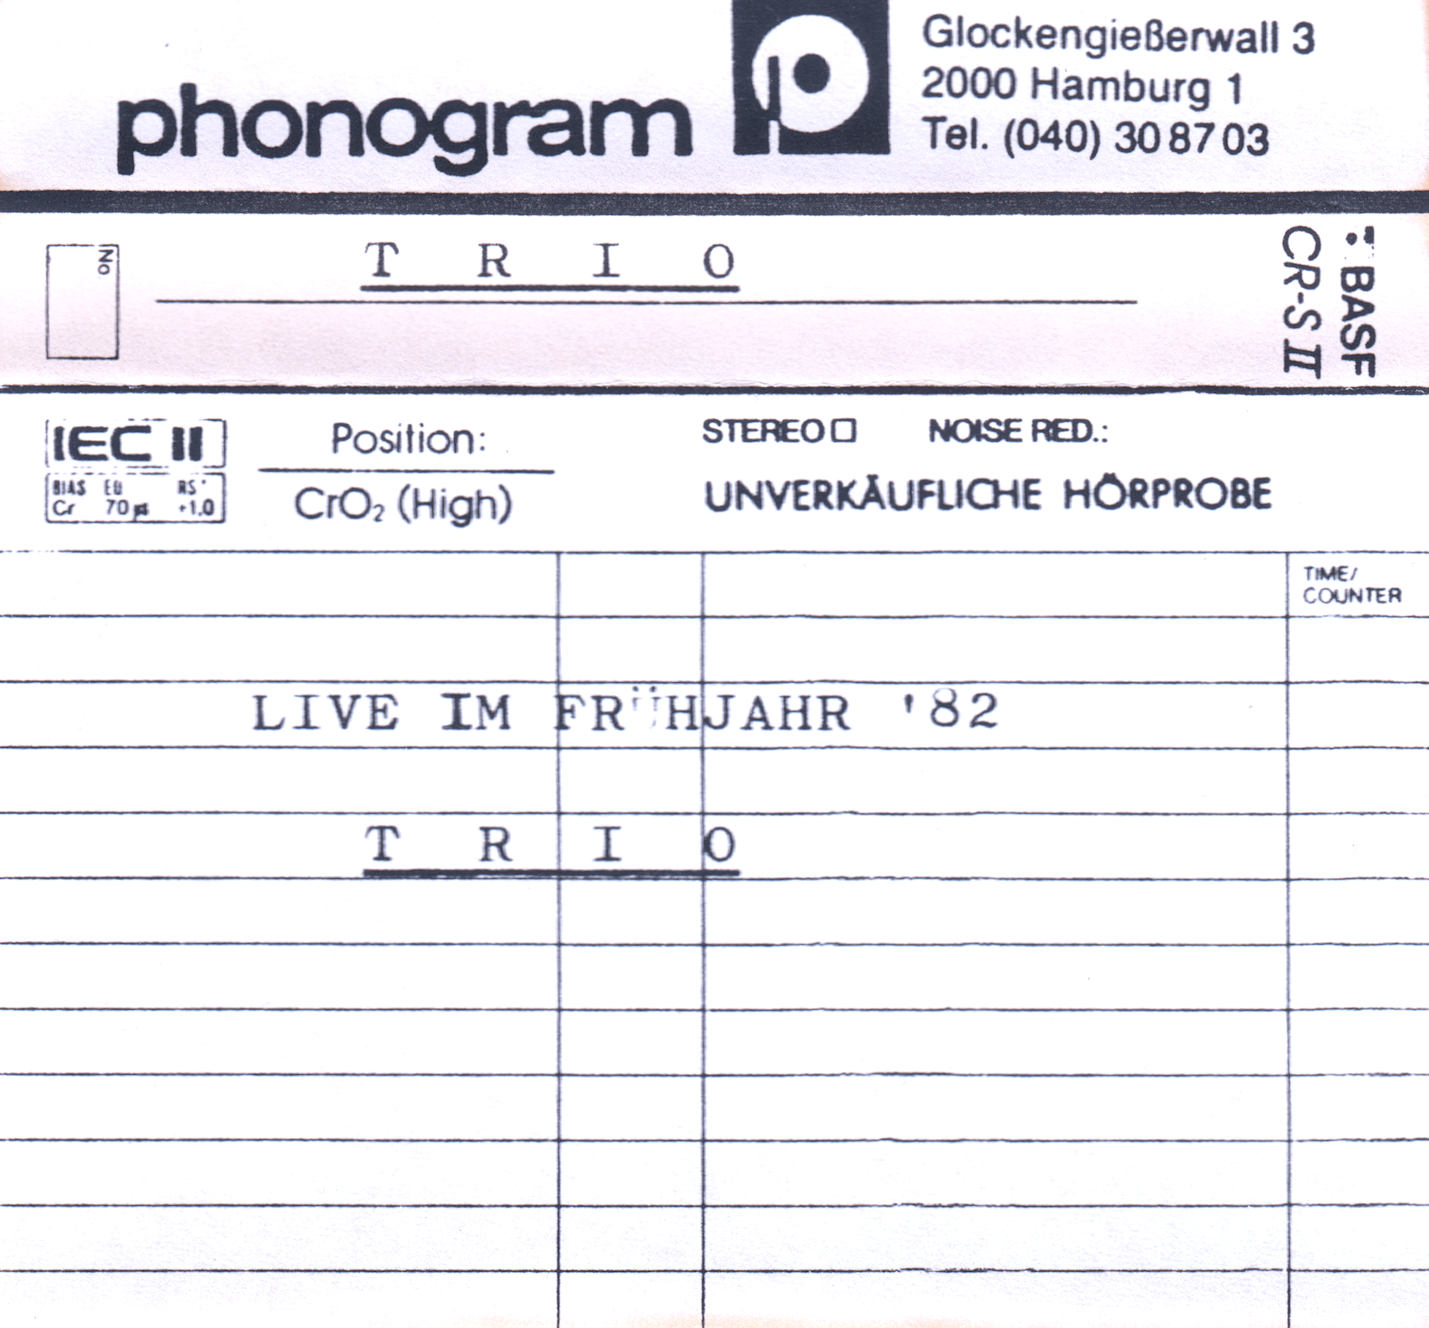 phonogram
Glockengießerwall 3
2000 Hamburg 1
Tel. (040) 30 87 03
No
T R I O
BASF
CR-S II
IEC II
BIAS EQ RS
Cr 70 µs +1,0
Position:
CrO₂ (High)
STEREO NOISE RED.:
UNVERKÄUFLICHE HÖRPROBE
TIME/
COUNTER
LIVE IM FRÜHJAHR '82
T R I O